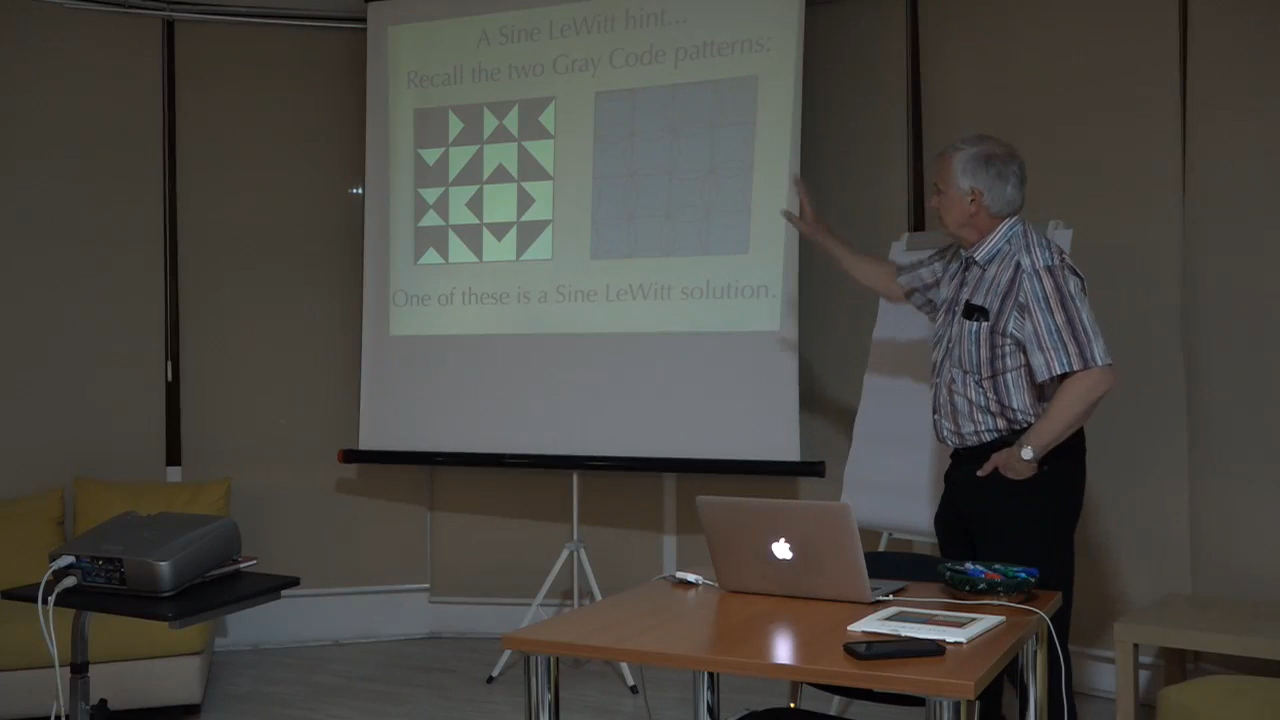 A Sine LeWitt hint...
Recall the two Gray Code patterns:
One of these is a Sine LeWitt solution.